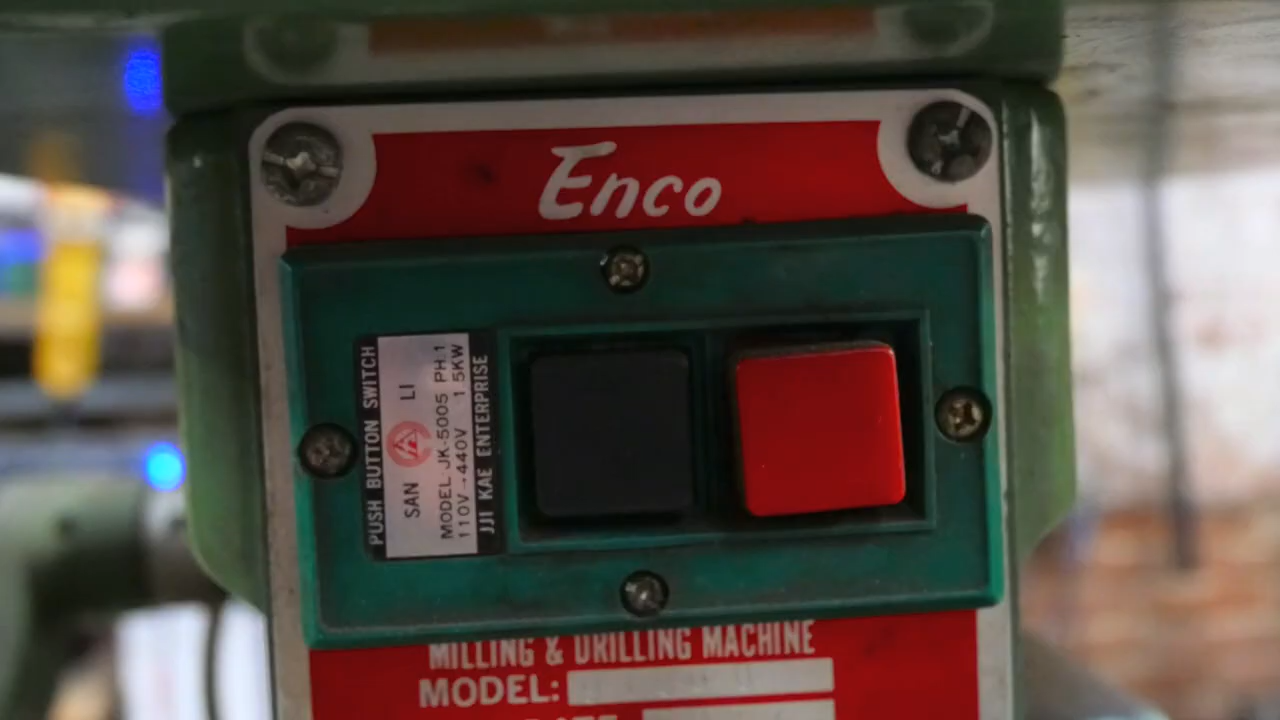 Enco
PUSH BUTTON SWITCH
SAN LI
MODEL JK-5005 PH:1
110V-440V 1.5KW
JJI KAE ENTERPRISE
MILLING & DRILLING MACHINE
MODEL: